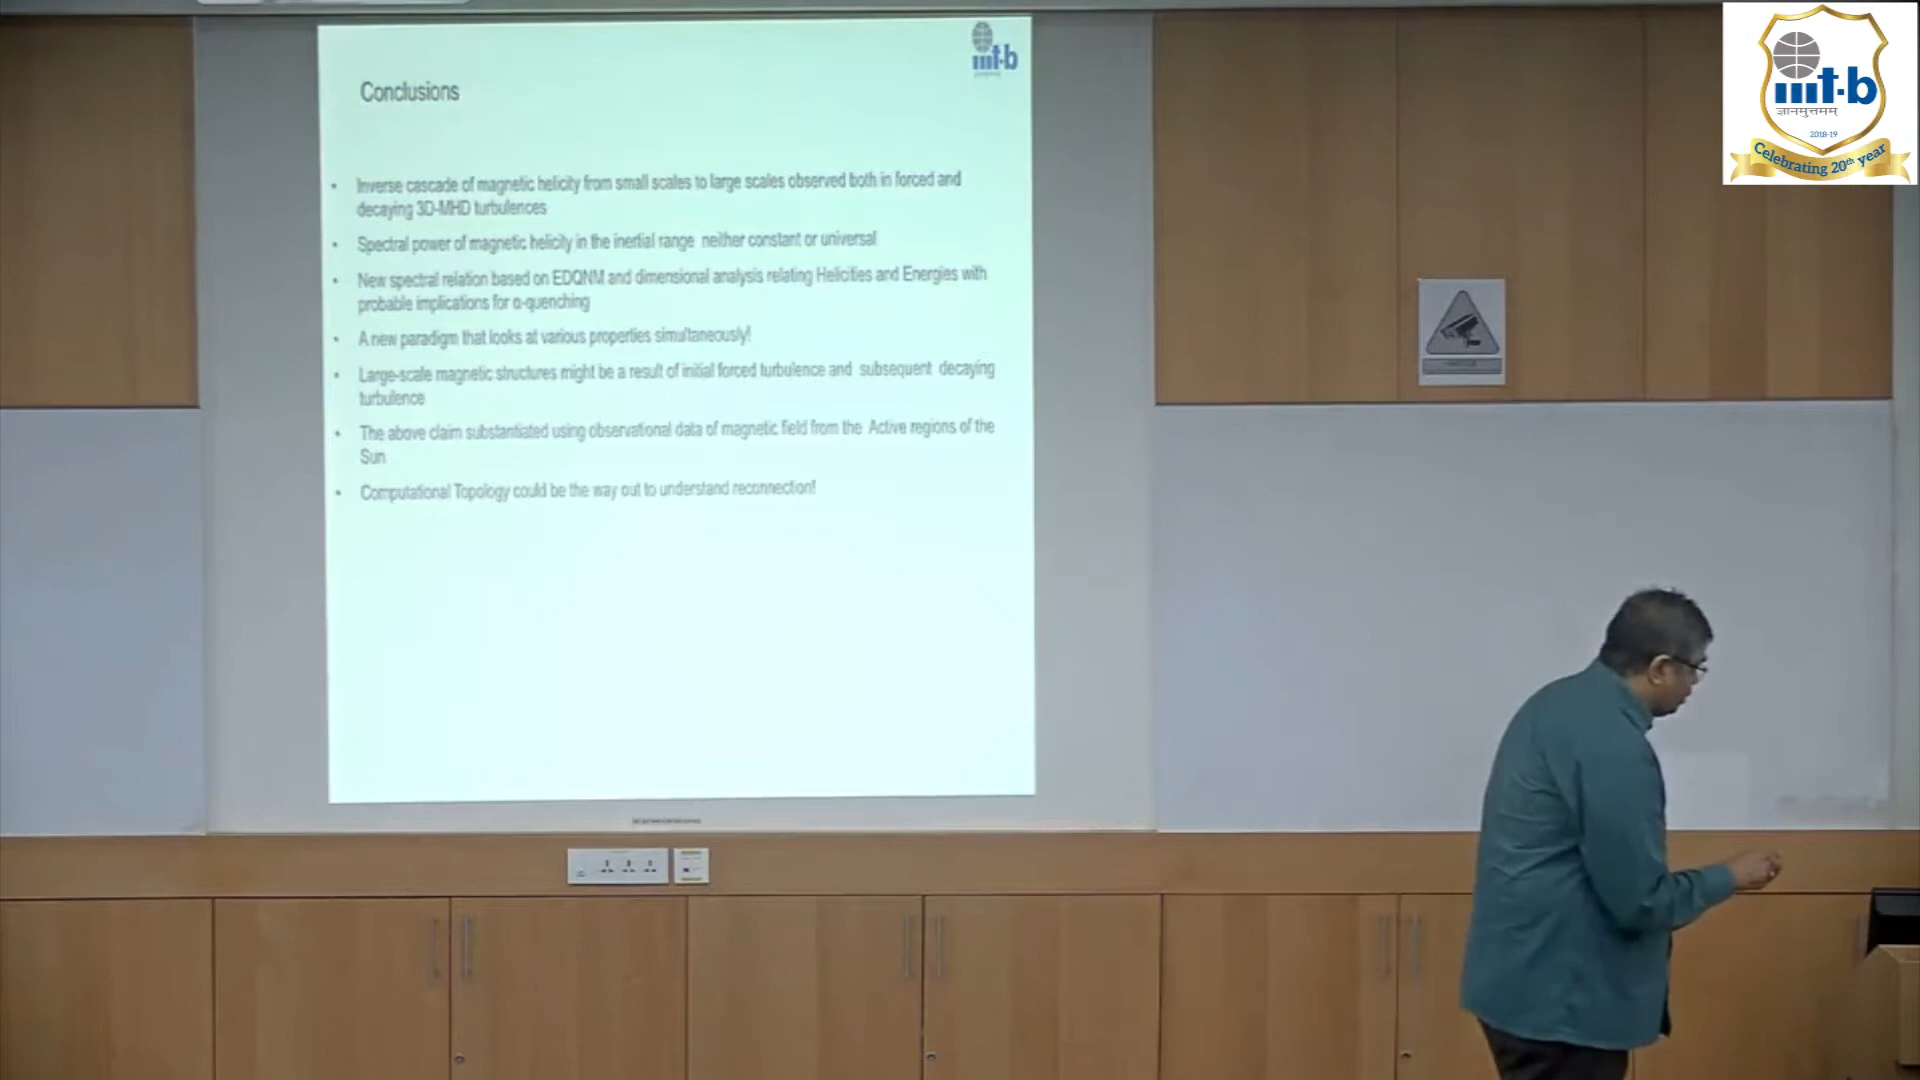 iiit-b
Conclusions
• Inverse cascade of magnetic helicity from small scales to large scales observed both in forced and
decaying 3D-MHD turbulences
• Spectral power of magnetic helicity in the inertial range neither constant or universal
• New spectral relation based on EDQNM and dimensional analysis relating Helicities and Energies with
probable implications for α-quenching
• A new paradigm that looks at various properties simultaneously!
• Large-scale magnetic structures might be a result of initial forced turbulence and subsequent decaying
turbulence
• The above claim substantiated using observational data of magnetic field from the Active regions of the
Sun
• Computational Topology could be the way out to understand reconnection!
iiit-b
ज्ञानमुत्तमम्
2018-19
Celebrating 20th year